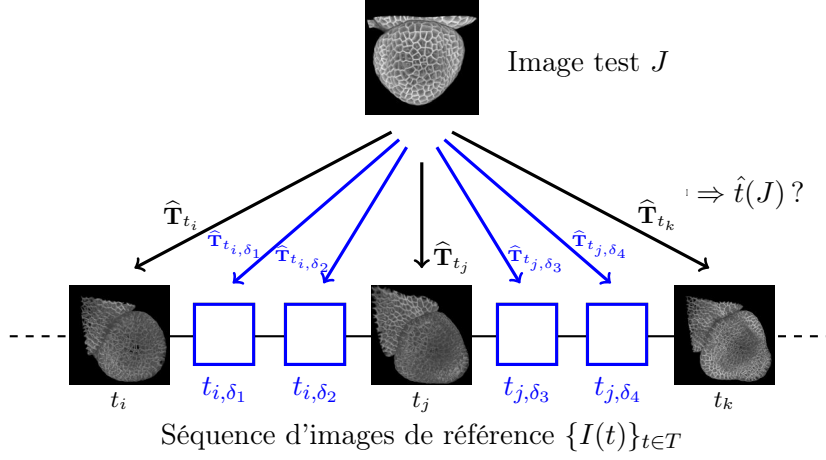 Image test J
ı ⇒ t̂(J) ?
T̂_{t_i}
T̂_{t_{i,δ_1}}
T̂_{t_{i,δ_2}}
T̂_{t_j}
T̂_{t_{j,δ_3}}
T̂_{t_{j,δ_4}}
T̂_{t_k}
t_i t_{i,δ_1} t_{i,δ_2} t_j t_{j,δ_3} t_{j,δ_4} t_k
Séquence d'images de référence {I(t)}_{t∈T}